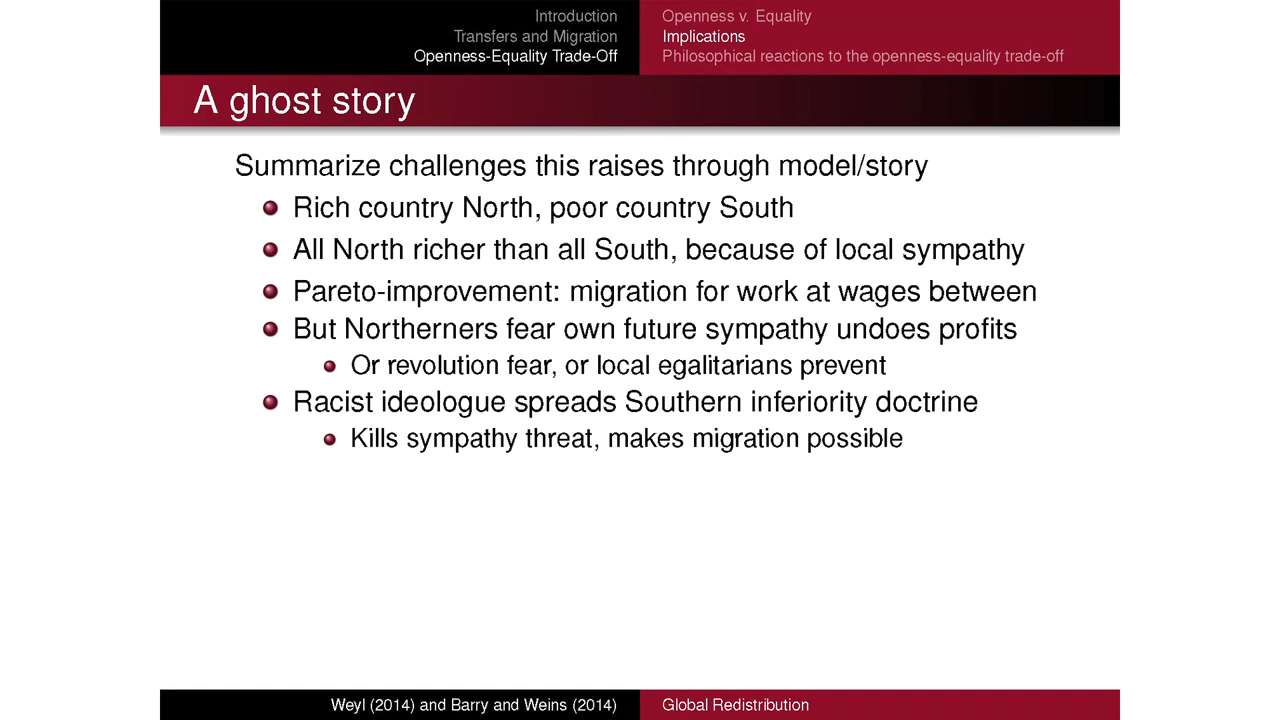 Introduction
Transfers and Migration
Openness-Equality Trade-Off
Openness v. Equality
Implications
Philosophical reactions to the openness-equality trade-off
A ghost story
Summarize challenges this raises through model/story
Rich country North, poor country South
All North richer than all South, because of local sympathy
Pareto-improvement: migration for work at wages between
But Northerners fear own future sympathy undoes profits
Or revolution fear, or local egalitarians prevent
Racist ideologue spreads Southern inferiority doctrine
Kills sympathy threat, makes migration possible
Weyl (2014) and Barry and Weins (2014)
Global Redistribution